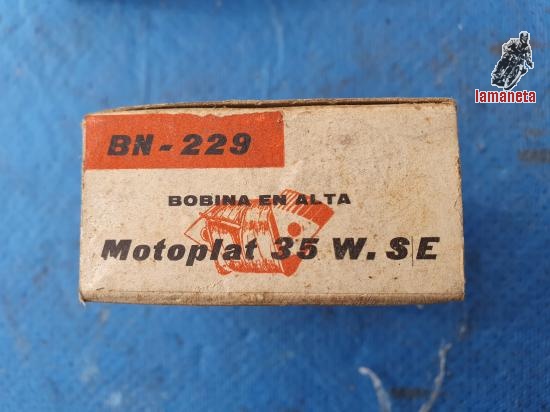 lamaneta
BN-229
BOBINA EN ALTA
Motoplat 35 W. SE